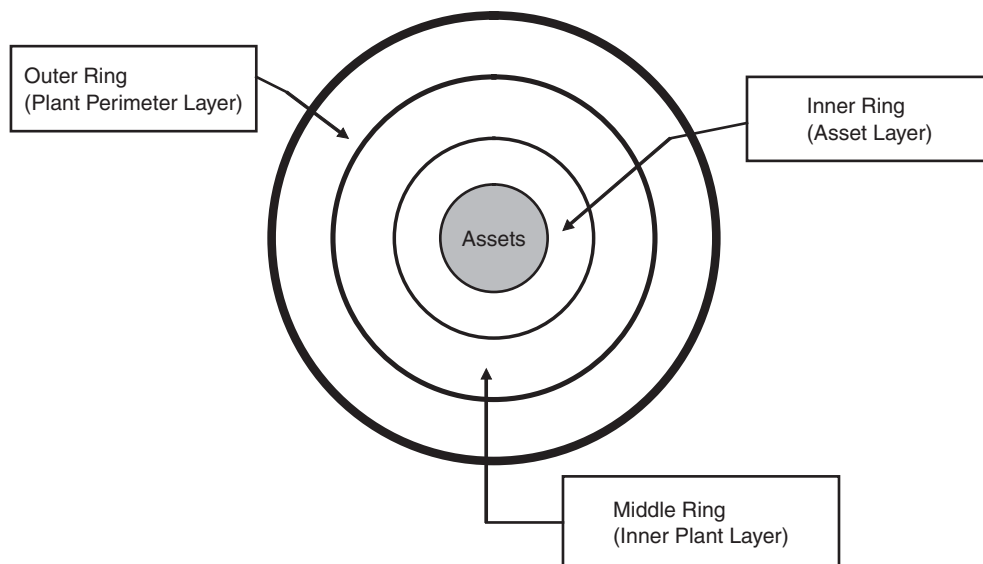 Outer Ring
(Plant Perimeter Layer)
Inner Ring
(Asset Layer)
Assets
Middle Ring
(Inner Plant Layer)